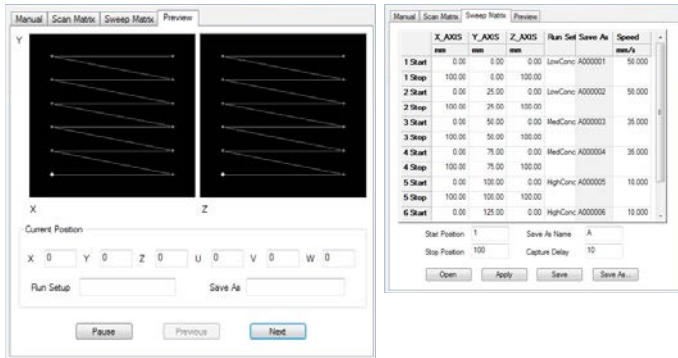 Manual Scan Matrix Sweep Matrix Preview
Y
X Z
Current Position
X 0 Y 0 Z 0 U 0 V 0 W 0
Run Setup Save As
Pause Previous Next
Manual Scan Matrix Sweep Matrix Preview
X_AXIS Y_AXIS Z_AXIS Run Set Save As Speed
mm mm mm mm/s
1 Start 0.00 0.00 0.00 LowConc A000001 50.000
1 Stop 100.00 0.00 100.00
2 Start 0.00 25.00 0.00 LowConc A000002 50.000
2 Stop 100.00 25.00 100.00
3 Start 0.00 50.00 0.00 MedConc A000003 35.000
3 Stop 100.00 50.00 100.00
4 Start 0.00 75.00 0.00 MedConc A000004 35.000
4 Stop 100.00 75.00 100.00
5 Start 0.00 100.00 0.00 HighConc A000005 10.000
5 Stop 100.00 100.00 100.00
6 Start 0.00 125.00 0.00 HighConc A000006 10.000
Start Position 1 Save As Name A
Stop Position 100 Capture Delay 10
Open Apply Save Save As...